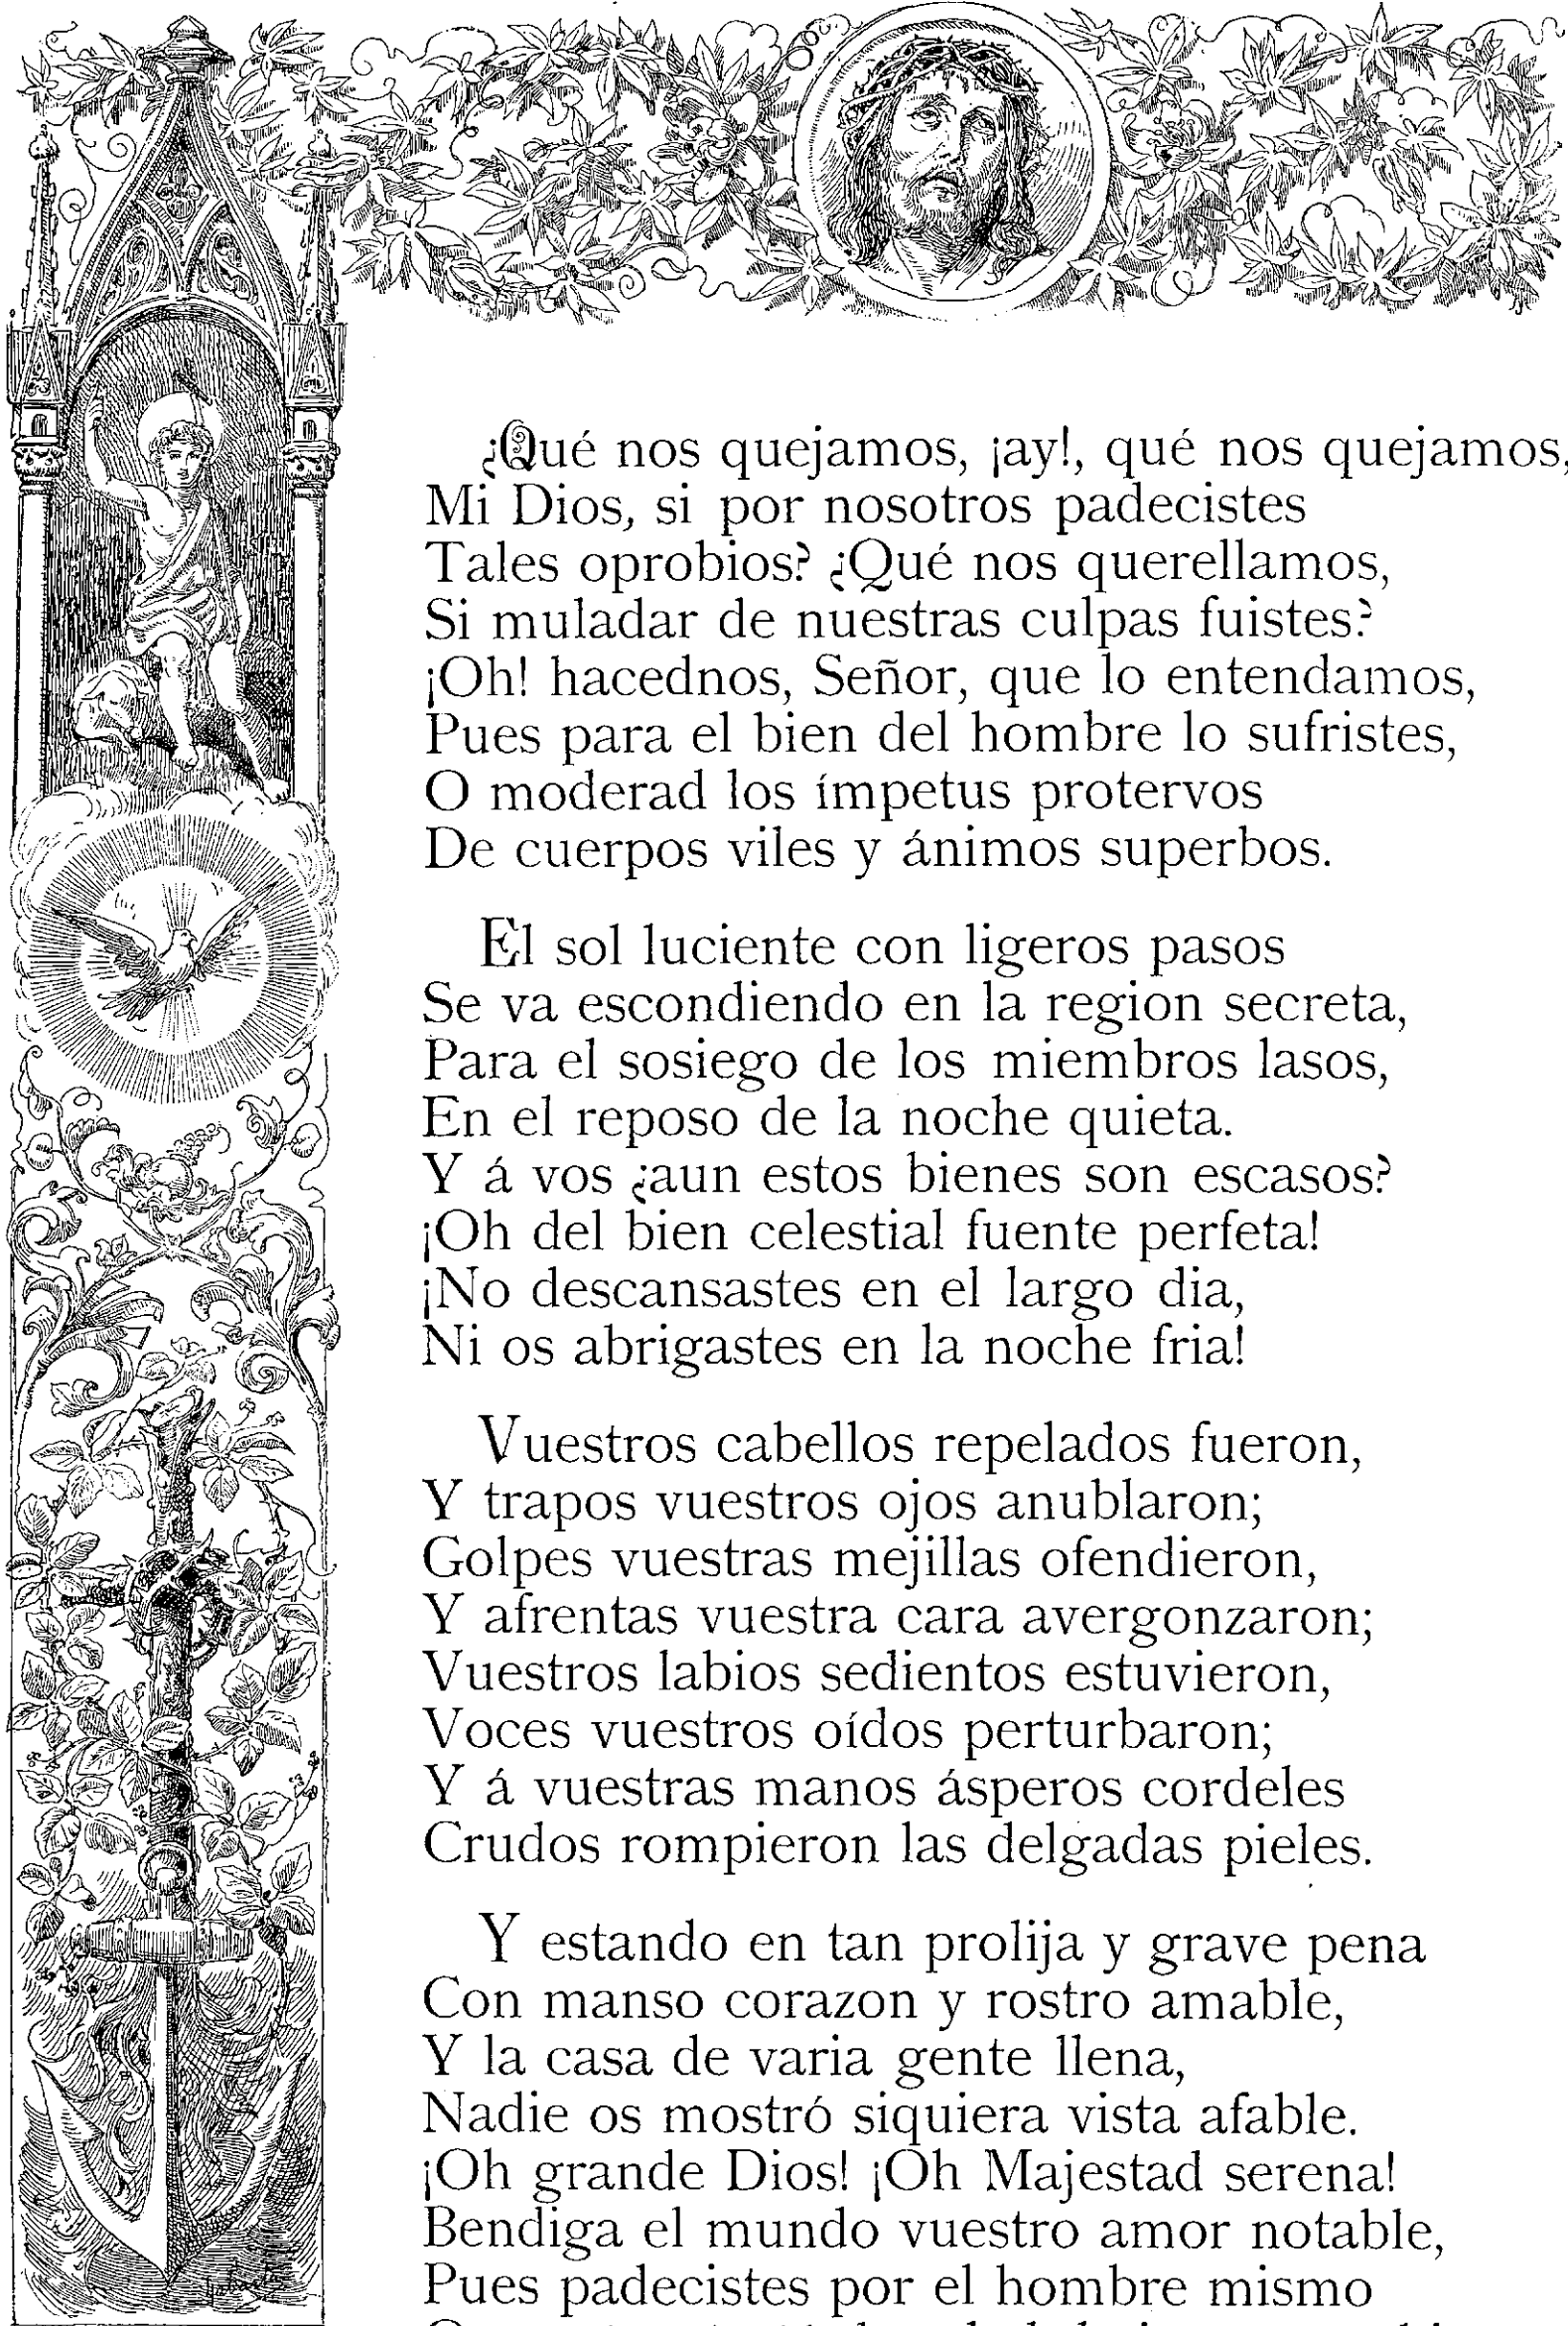 ¿Qué nos quejamos, ¡ay!, qué nos quejamos,
Mi Dios, si por nosotros padecistes
Tales oprobios? ¿Qué nos querellamos,
Si muladar de nuestras culpas fuistes?
¡Oh! hacednos, Señor, que lo entendamos,
Pues para el bien del hombre lo sufristes,
O moderad los ímpetus protervos
De cuerpos viles y ánimos superbos.
El sol luciente con ligeros pasos
Se va escondiendo en la region secreta,
Para el sosiego de los miembros lasos,
En el reposo de la noche quieta.
Y á vos ¿aun estos bienes son escasos?
¡Oh del bien celestial fuente perfeta!
¡No descansastes en el largo dia,
Ni os abrigastes en la noche fria!
Vuestros cabellos repelados fueron,
Y trapos vuestros ojos anublaron;
Golpes vuestras mejillas ofendieron,
Y afrentas vuestra cara avergonzaron;
Vuestros labios sedientos estuvieron,
Voces vuestros oídos perturbaron;
Y á vuestras manos ásperos cordeles
Crudos rompieron las delgadas pieles.
Y estando en tan prolija y grave pena
Con manso corazon y rostro amable,
Y la casa de varia gente llena,
Nadie os mostró siquiera vista afable.
¡Oh grande Dios! ¡Oh Majestad serena!
Bendiga el mundo vuestro amor notable,
Pues padecistes por el hombre mismo